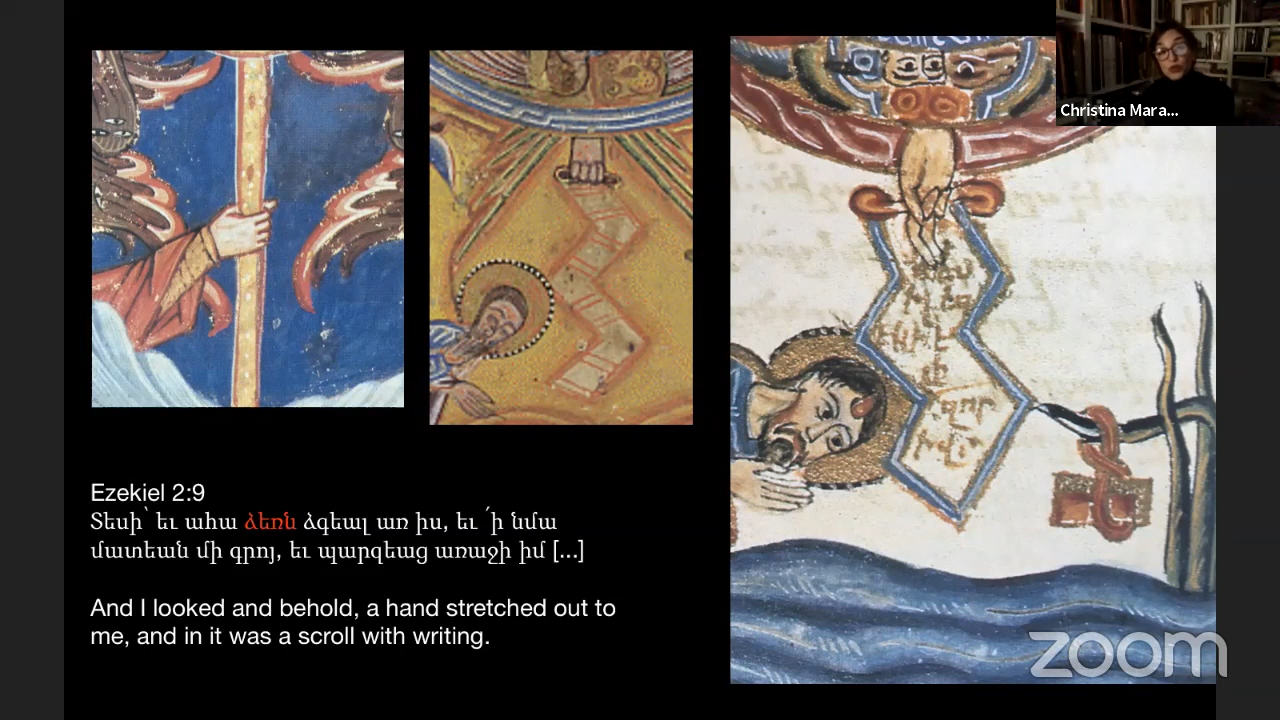 Christina Mara...
Ezekiel 2:9
Տեսի՝ եւ ահա ձեռն ձգեալ առ իս, եւ ՛ի նմա
մատեան մի գրոյ, եւ պարզեաց առաջի իմ [...]
And I looked and behold, a hand stretched out to
me, and in it was a scroll with writing.
zoom